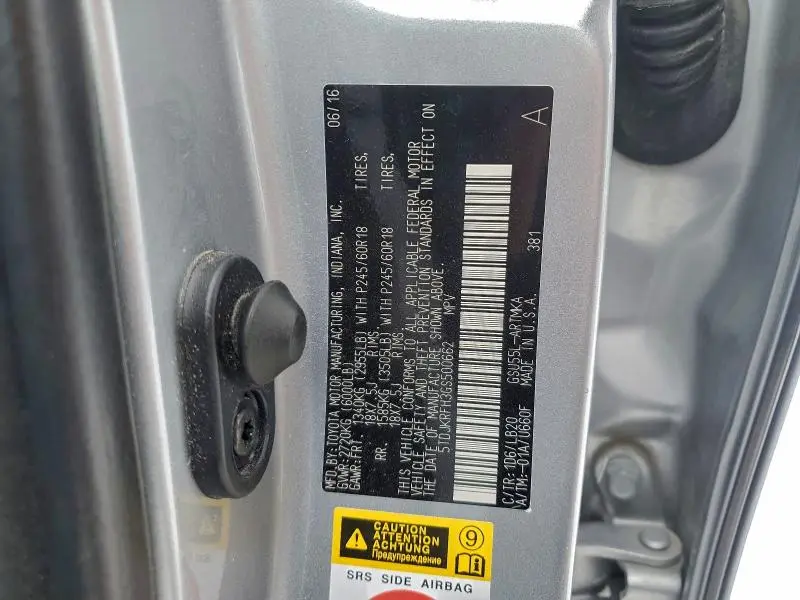 MFD.BY:TOYOTA MOTOR MANUFACTURING, INDIANA, INC. 06/16
GVWR:2720KG (6000LB)
GAWR:FRT. 1340KG (2955LB) WITH P245/60R18 TIRES,
18X7.5J RIMS,
RR. 1585KG (3505LB) WITH P245/60R18 TIRES,
18X7.5J RIMS,
THIS VEHICLE CONFORMS TO ALL APPLICABLE FEDERAL MOTOR
VEHICLE SAFETY AND THEFT PREVENTION STANDARDS IN EFFECT ON
THE DATE OF MANUFACTURE SHOWN ABOVE.
5TDJKRFH3GS500662 MPV
C/TR:1D6/LB20 GSU55L-ARTMKA
A/TM:-01A/U660F MADE IN U.S.A. 381
A
CAUTION
ATTENTION
ACHTUNG
Предупреждение
9
SRS SIDE AIRBAG